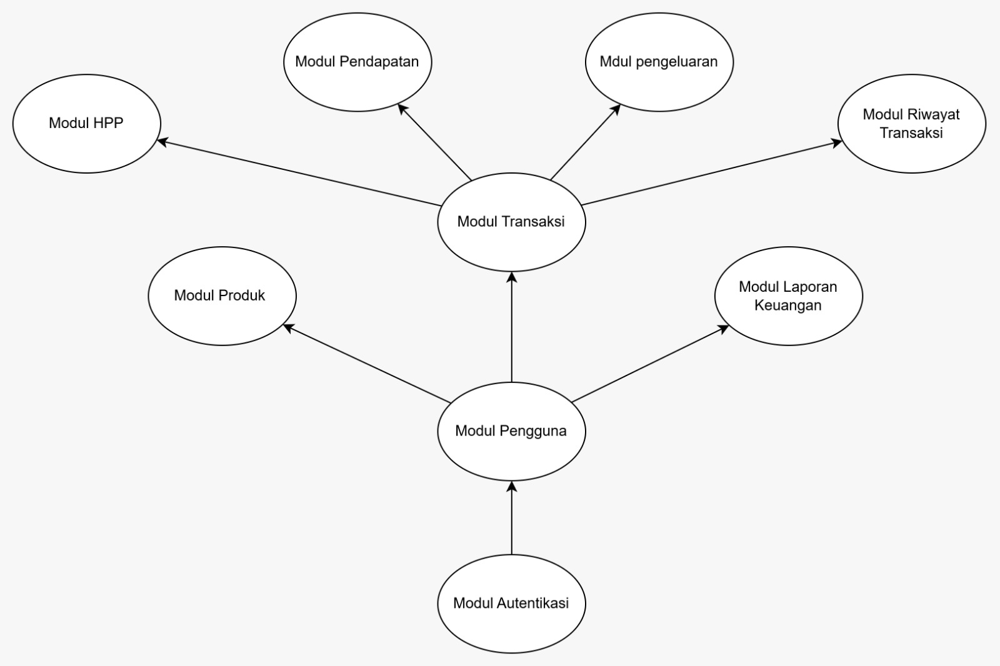 Modul Pendapatan
Mdul pengeluaran
Modul HPP
Modul Riwayat
Transaksi
Modul Transaksi
Modul Produk
Modul Laporan
Keuangan
Modul Pengguna
Modul Autentikasi